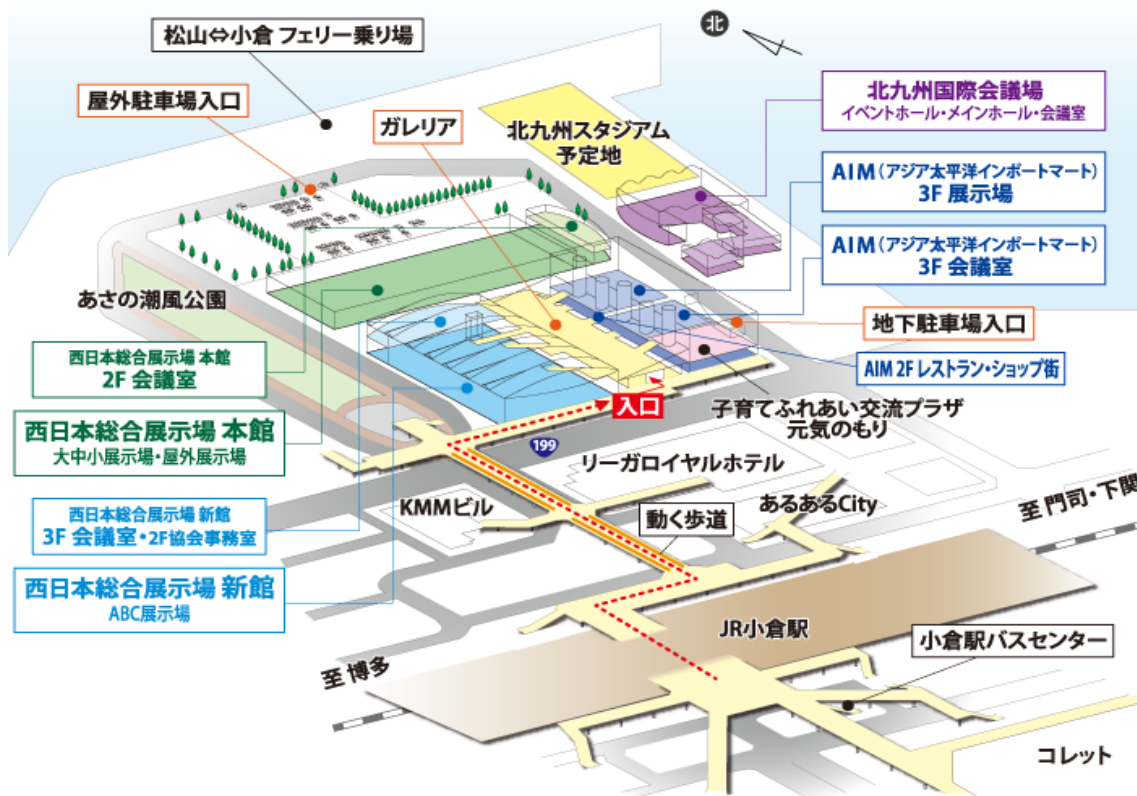 北
松山⇔小倉 フェリー乗り場
屋外駐車場入口
ガレリア
北九州スタジアム
予定地
北九州国際会議場
イベントホール・メインホール・会議室
AIM(アジア太平洋インポートマート)
3F 展示場
AIM(アジア太平洋インポートマート)
3F 会議室
あさの潮風公園
地下駐車場入口
西日本総合展示場 本館
2F 会議室
AIM 2F レストラン・ショップ街
子育てふれあい交流プラザ
元気のもり
入口
西日本総合展示場 本館
大中小展示場・屋外展示場
199
リーガロイヤルホテル
KMMビル
あるあるCity
至 門司・下関
西日本総合展示場 新館
3F 会議室・2F協会事務室
動く歩道
西日本総合展示場 新館
ABC展示場
JR小倉駅
小倉駅バスセンター
至 博多
コレット